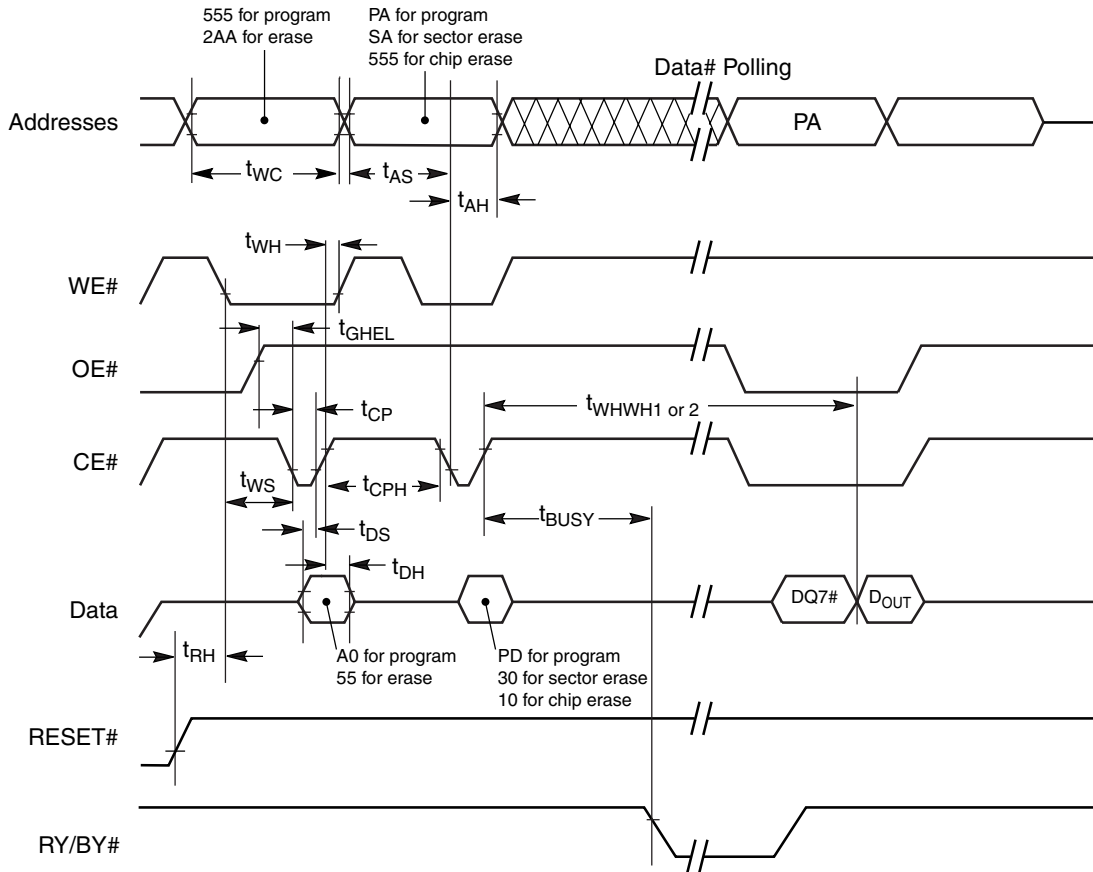 555 for program
2AA for erase
PA for program
SA for sector erase
555 for chip erase
Data# Polling
Addresses
PA
tWC
tAS
tAH
tWH
WE#
tGHEL
OE#
tWHWH1 or 2
tCP
CE#
tWS
tCPH
tBUSY
tDS
tDH
Data
DQ7#
DOUT
tRH
A0 for program
55 for erase
PD for program
30 for sector erase
10 for chip erase
RESET#
RY/BY#